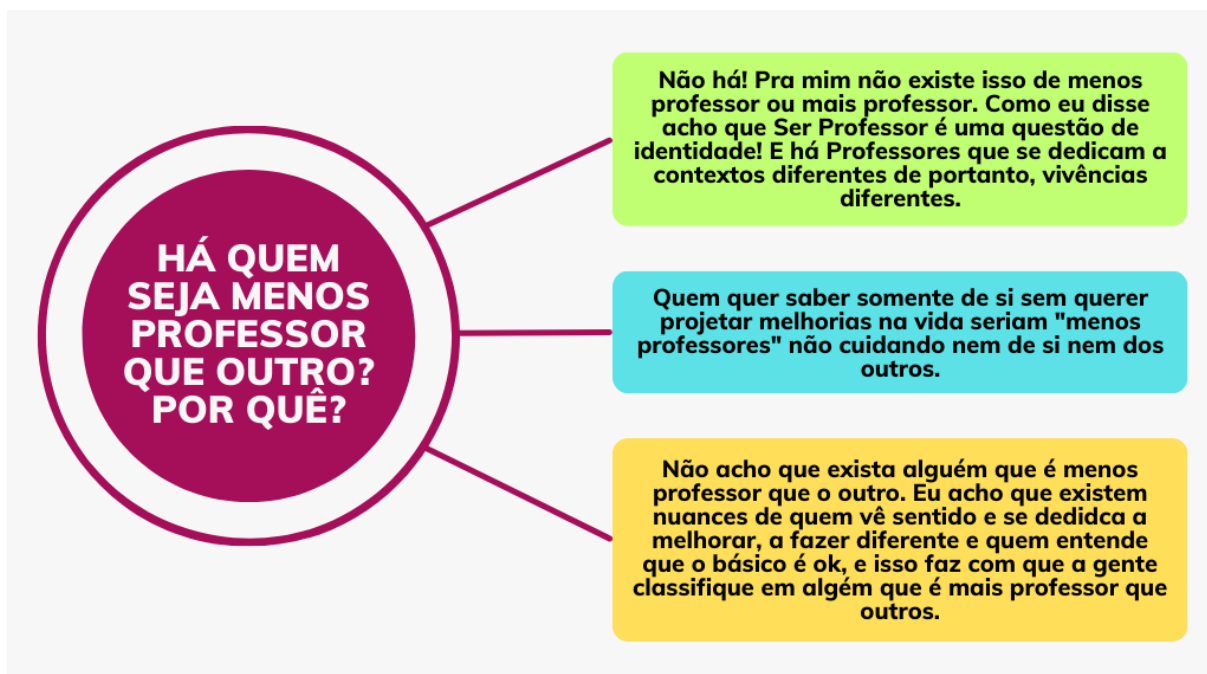 HÁ QUEM
SEJA MENOS
PROFESSOR
QUE OUTRO?
POR QUÊ?
Não há! Pra mim não existe isso de menos
professor ou mais professor. Como eu disse
acho que Ser Professor é uma questão de
identidade! E há Professores que se dedicam a
contextos diferentes de portanto, vivências
diferentes.
Quem quer saber somente de si sem querer
projetar melhorias na vida seriam "menos
professores" não cuidando nem de si nem dos
outros.
Não acho que exista alguém que é menos
professor que o outro. Eu acho que existem
nuances de quem vê sentido e se dedidca a
melhorar, a fazer diferente e quem entende
que o básico é ok, e isso faz com que a gente
classifique em algém que é mais professor que
outros.